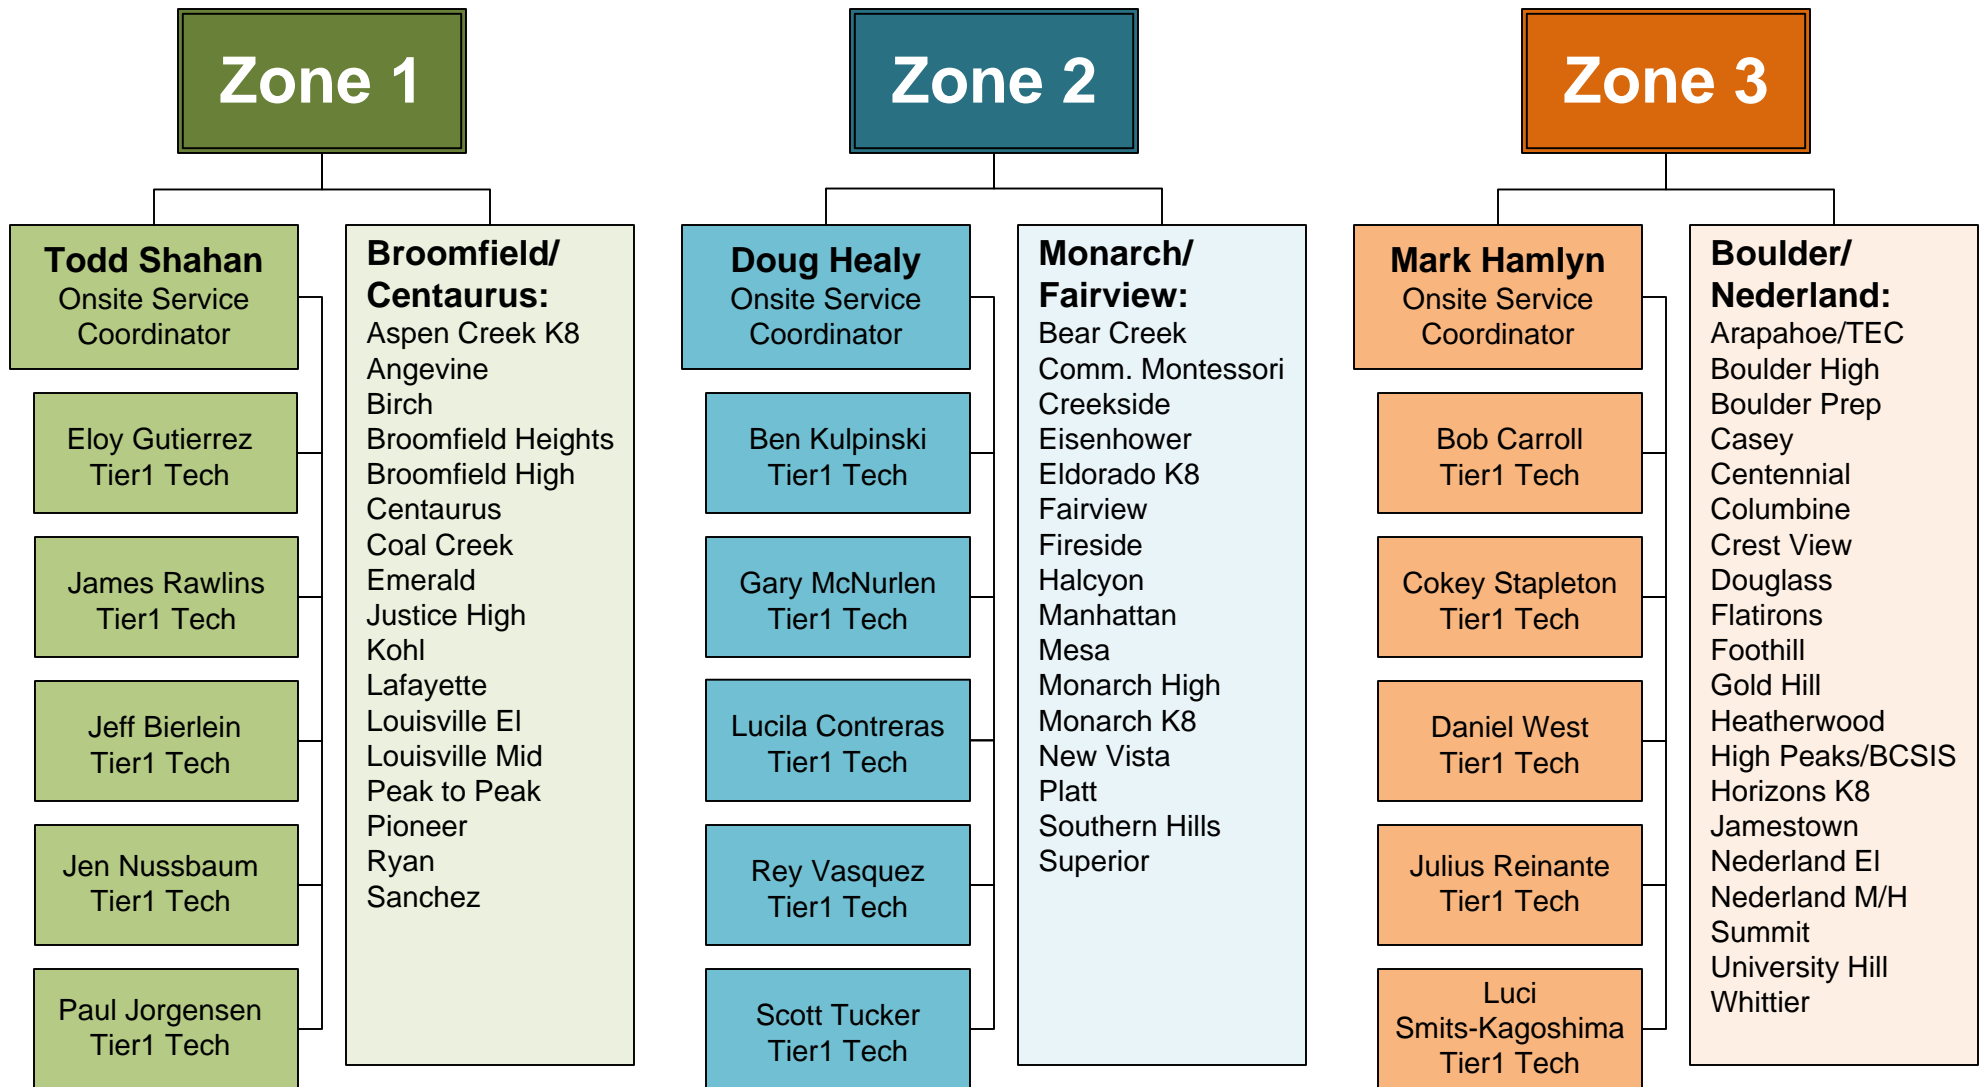 Zone 1
Todd Shahan
Onsite Service
Coordinator
Eloy Gutierrez
Tier1 Tech
James Rawlins
Tier1 Tech
Jeff Bierlein
Tier1 Tech
Jen Nussbaum
Tier1 Tech
Paul Jorgensen
Tier1 Tech
Broomfield/
Centaurus:
Aspen Creek K8
Angevine
Birch
Broomfield Heights
Broomfield High
Centaurus
Coal Creek
Emerald
Justice High
Kohl
Lafayette
Louisville El
Louisville Mid
Peak to Peak
Pioneer
Ryan
Sanchez
Zone 2
Doug Healy
Onsite Service
Coordinator
Ben Kulpinski
Tier1 Tech
Gary McNurlen
Tier1 Tech
Lucila Contreras
Tier1 Tech
Rey Vasquez
Tier1 Tech
Scott Tucker
Tier1 Tech
Monarch/
Fairview:
Bear Creek
Comm. Montessori
Creekside
Eisenhower
Eldorado K8
Fairview
Fireside
Halcyon
Manhattan
Mesa
Monarch High
Monarch K8
New Vista
Platt
Southern Hills
Superior
Zone 3
Mark Hamlyn
Onsite Service
Coordinator
Bob Carroll
Tier1 Tech
Cokey Stapleton
Tier1 Tech
Daniel West
Tier1 Tech
Julius Reinante
Tier1 Tech
Luci
Smits-Kagoshima
Tier1 Tech
Boulder/
Nederland:
Arapahoe/TEC
Boulder High
Boulder Prep
Casey
Centennial
Columbine
Crest View
Douglass
Flatirons
Foothill
Gold Hill
Heatherwood
High Peaks/BCSIS
Horizons K8
Jamestown
Nederland El
Nederland M/H
Summit
University Hill
Whittier